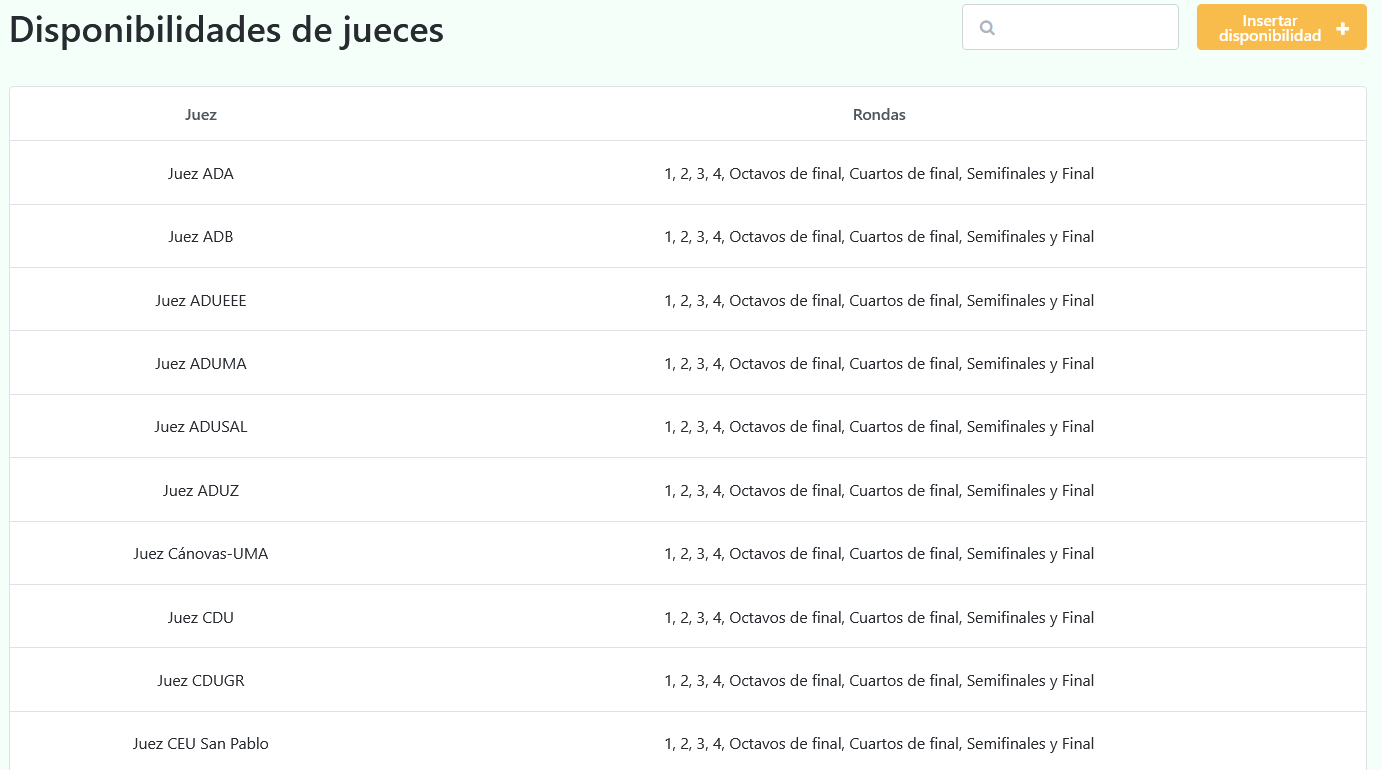 Disponibilidades de jueces
Insertar
disponibilidad
Juez Rondas
Juez ADA 1, 2, 3, 4, Octavos de final, Cuartos de final, Semifinales y Final
Juez ADB 1, 2, 3, 4, Octavos de final, Cuartos de final, Semifinales y Final
Juez ADUEEE 1, 2, 3, 4, Octavos de final, Cuartos de final, Semifinales y Final
Juez ADUMA 1, 2, 3, 4, Octavos de final, Cuartos de final, Semifinales y Final
Juez ADUSAL 1, 2, 3, 4, Octavos de final, Cuartos de final, Semifinales y Final
Juez ADUZ 1, 2, 3, 4, Octavos de final, Cuartos de final, Semifinales y Final
Juez Cánovas-UMA 1, 2, 3, 4, Octavos de final, Cuartos de final, Semifinales y Final
Juez CDU 1, 2, 3, 4, Octavos de final, Cuartos de final, Semifinales y Final
Juez CDUGR 1, 2, 3, 4, Octavos de final, Cuartos de final, Semifinales y Final
Juez CEU San Pablo 1, 2, 3, 4, Octavos de final, Cuartos de final, Semifinales y Final